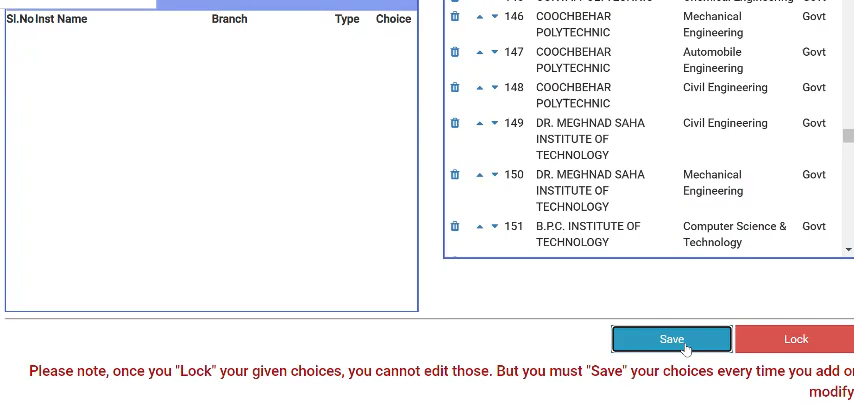 Sl.No Inst Name Branch Type Choice
146 COOCHBEHAR POLYTECHNIC Mechanical Engineering Govt
147 COOCHBEHAR POLYTECHNIC Automobile Engineering Govt
148 COOCHBEHAR POLYTECHNIC Civil Engineering Govt
149 DR. MEGHNAD SAHA INSTITUTE OF TECHNOLOGY Civil Engineering Govt
150 DR. MEGHNAD SAHA INSTITUTE OF TECHNOLOGY Mechanical Engineering Govt
151 B.P.C. INSTITUTE OF TECHNOLOGY Computer Science & Technology Govt
Save Lock
Please note, once you "Lock" your given choices, you cannot edit those. But you must "Save" your choices every time you add or
modify